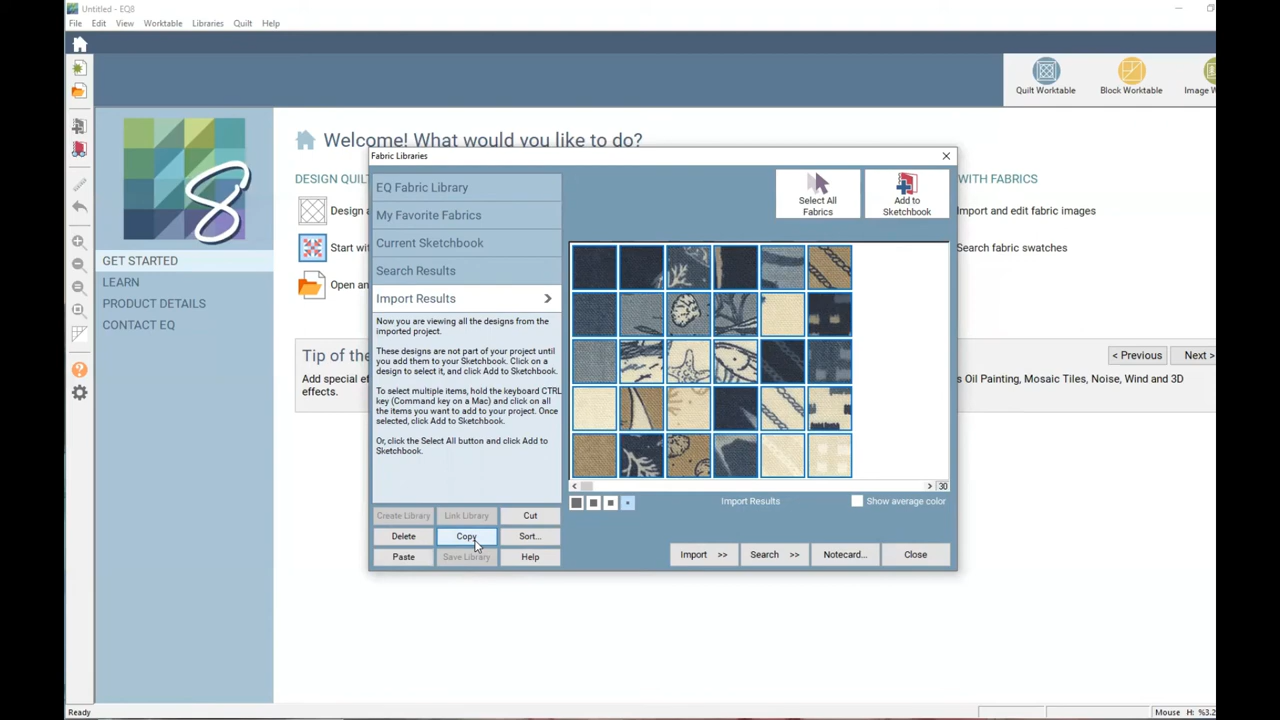 Untitled - EQ8
File Edit View Worktable Libraries Quilt Help
Quilt Worktable
Block Worktable
Image W
8
GET STARTED
LEARN
PRODUCT DETAILS
CONTACT EQ
Welcome! What would you like to do?
DESIGN QUIL
WITH FABRICS
Design a
Import and edit fabric images
Start wit
Search fabric swatches
Open an
Tip of the
< Previous
Next >
Add special ef
s Oil Painting, Mosaic Tiles, Noise, Wind and 3D
effects.
Fabric Libraries
EQ Fabric Library
My Favorite Fabrics
Current Sketchbook
Search Results
Import Results
Now you are viewing all the designs from the
imported project.
These designs are not part of your project until
you add them to your Sketchbook. Click on a
design to select it, and click Add to Sketchbook.
To select multiple items, hold the keyboard CTRL
key (Command key on a Mac) and click on all
the items you want to add to your project. Once
selected, click Add to Sketchbook.
Or, click the Select All button and click Add to
Sketchbook.
Create Library
Link Library
Cut
Delete
Copy
Sort...
Paste
Save Library
Help
Select All
Fabrics
Add to
Sketchbook
30
Import Results
Show average color
Import >>
Search >>
Notecard...
Close
Ready
Mouse H: %3.2